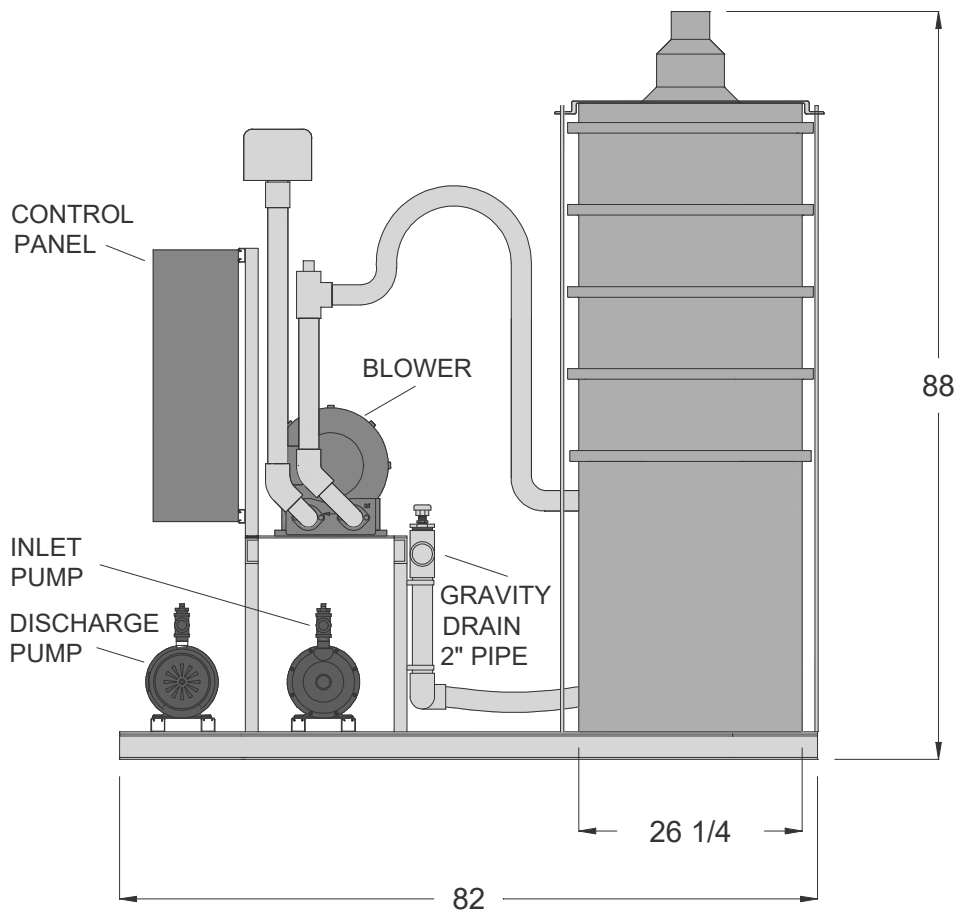 CONTROL
PANEL
BLOWER
88
INLET
PUMP
DISCHARGE
PUMP
GRAVITY
DRAIN
2" PIPE
26 1/4
82